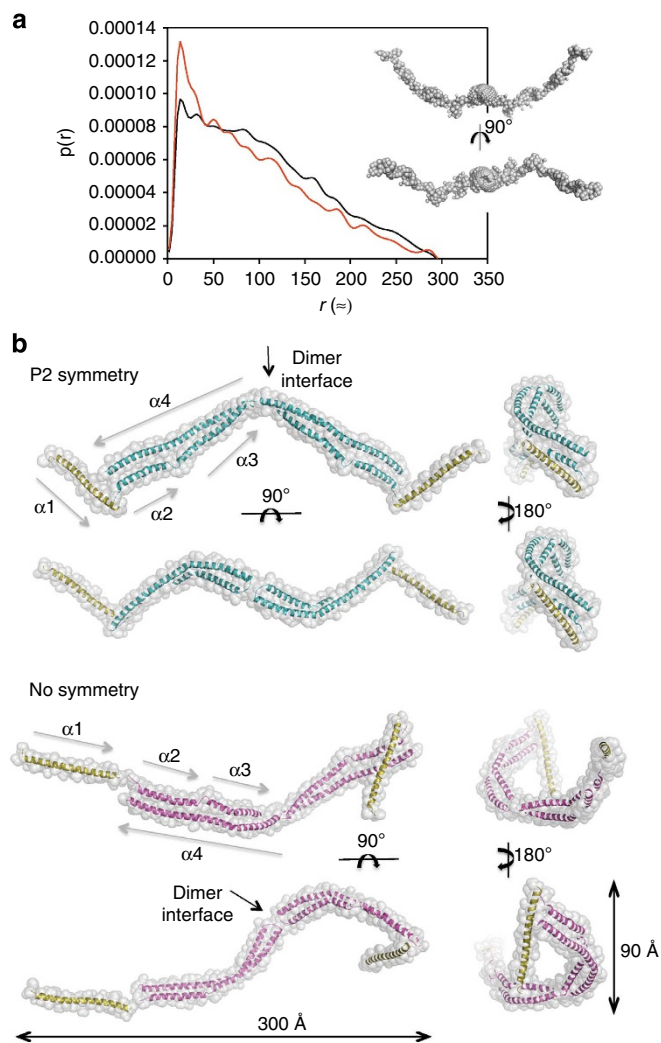 a
0.00014
0.00012
0.00010
0.00008
0.00006
0.00004
0.00002
0.00000
p(r)
0 50 100 150 200 250 300 350
r (≈)
90°
b
P2 symmetry
Dimer
interface
α4
α3
α1
α2
90°
180°
No symmetry
α1
α2
α3
α4
90°
180°
Dimer
interface
90 Å
300 Å